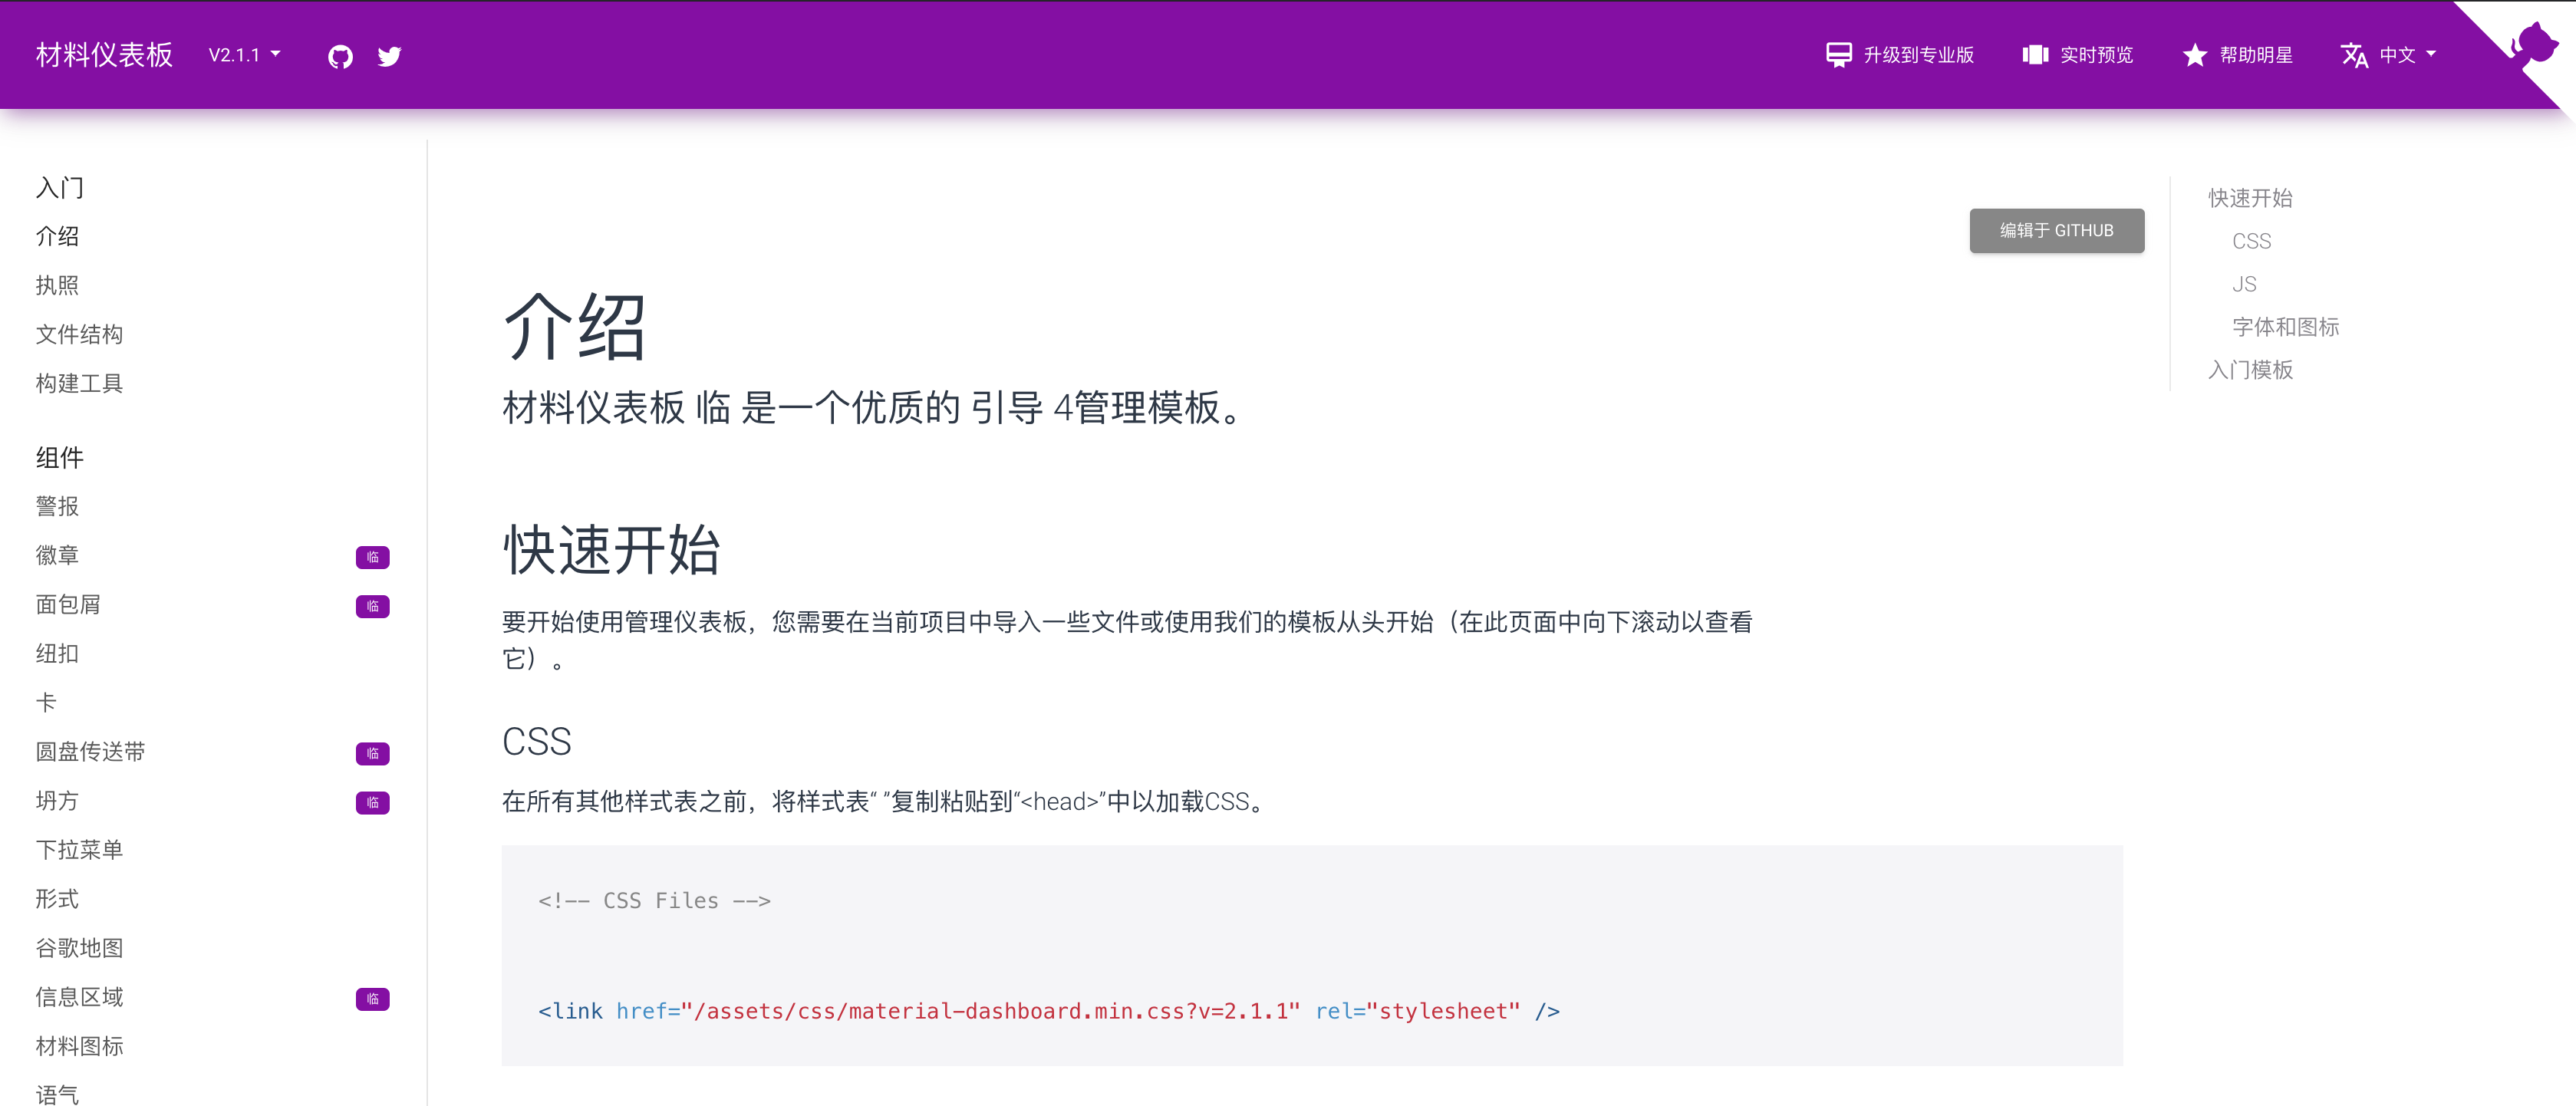 材料仪表板 V2.1.1 升级到专业版 实时预览 帮助明星 中文
入门
介绍
执照
文件结构
构建工具
组件
警报
徽章 临
面包屑 临
纽扣
卡
圆盘传送带 临
坍方 临
下拉菜单
形式
谷歌地图
信息区域 临
材料图标
语气
编辑于 GITHUB
介绍
材料仪表板 临 是一个优质的 引导 4管理模板。
快速开始
要开始使用管理仪表板，您需要在当前项目中导入一些文件或使用我们的模板从头开始（在此页面中向下滚动以查看
它）。
CSS
在所有其他样式表之前，将样式表“ ”复制粘贴到“<head>”中以加载CSS。
<!-- CSS Files -->
<link href="/assets/css/material-dashboard.min.css?v=2.1.1" rel="stylesheet" />
快速开始
CSS
JS
字体和图标
入门模板